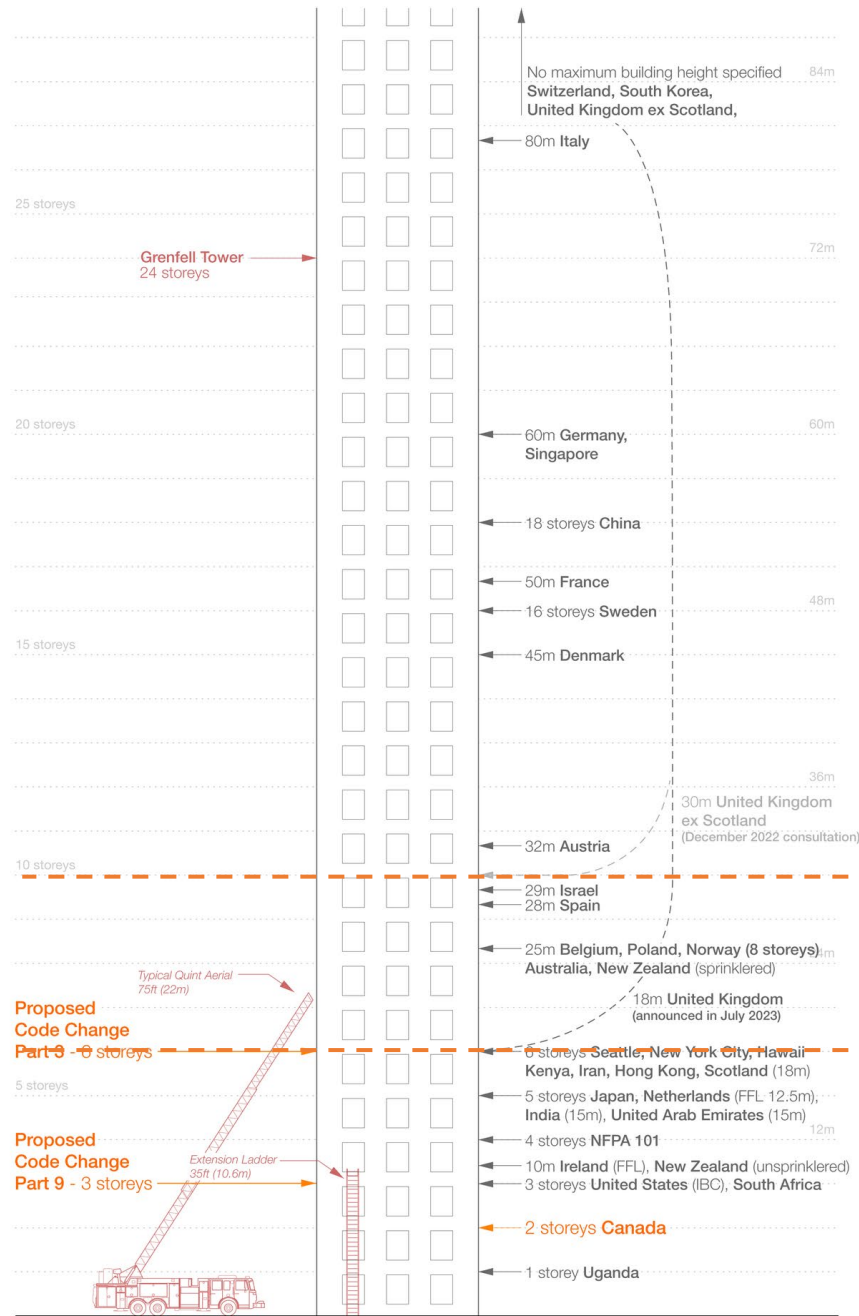 No maximum building height specified
84m
Switzerland, South Korea,
United Kingdom ex Scotland,
80m Italy
25 storeys
Grenfell Tower
24 storeys
72m
20 storeys
60m Germany,
Singapore
60m
18 storeys China
50m France
16 storeys Sweden
48m
15 storeys
45m Denmark
36m
30m United Kingdom
ex Scotland
(December 2022 consultation)
32m Austria
10 storeys
29m Israel
28m Spain
25m Belgium, Poland, Norway (8 storeys)
Australia, New Zealand (sprinklered)
Typical Quint Aerial
75ft (22m)
18m United Kingdom
(announced in July 2023)
Proposed
Code Change
Part 3 - 6 storeys
6 storeys Seattle, New York City, Hawaii
Kenya, Iran, Hong Kong, Scotland (18m)
5 storeys
5 storeys Japan, Netherlands (FFL 12.5m),
India (15m), United Arab Emirates (15m)
12m
4 storeys NFPA 101
Proposed
Code Change
Part 9 - 3 storeys
Extension Ladder
35ft (10.6m)
10m Ireland (FFL), New Zealand (unsprinklered)
3 storeys United States (IBC), South Africa
2 storeys Canada
1 storey Uganda